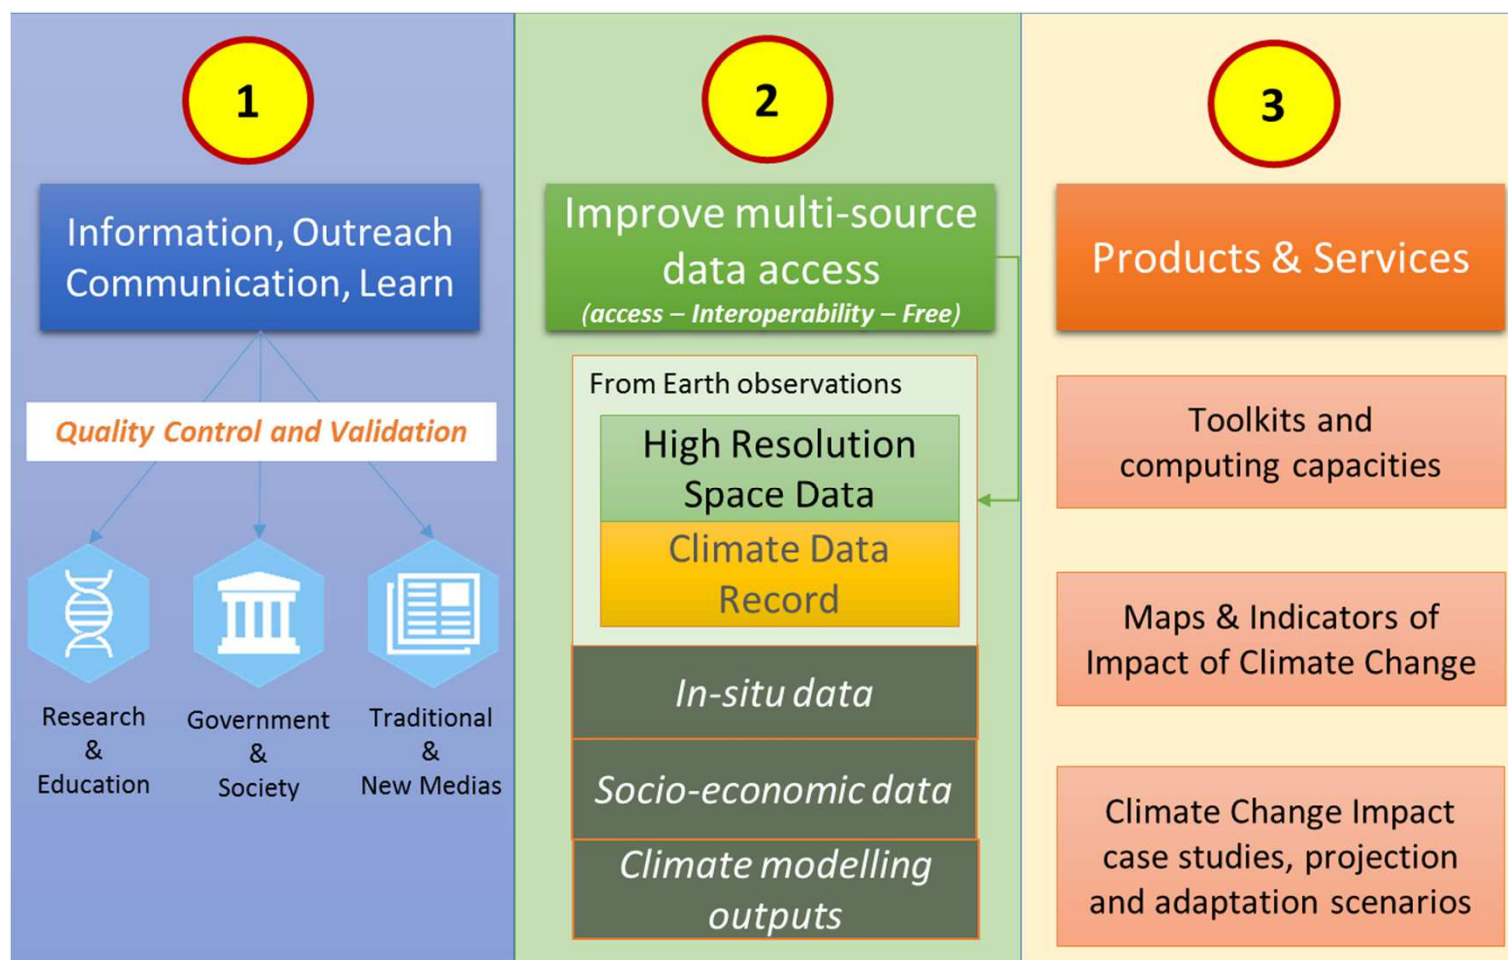 1
Information, Outreach
Communication, Learn
Quality Control and Validation
Research
&
Education
Government
&
Society
Traditional
&
New Medias
2
Improve multi-source
data access
(access – Interoperability – Free)
From Earth observations
High Resolution
Space Data
Climate Data
Record
In-situ data
Socio-economic data
Climate modelling
outputs
3
Products & Services
Toolkits and
computing capacities
Maps & Indicators of
Impact of Climate Change
Climate Change Impact
case studies, projection
and adaptation scenarios